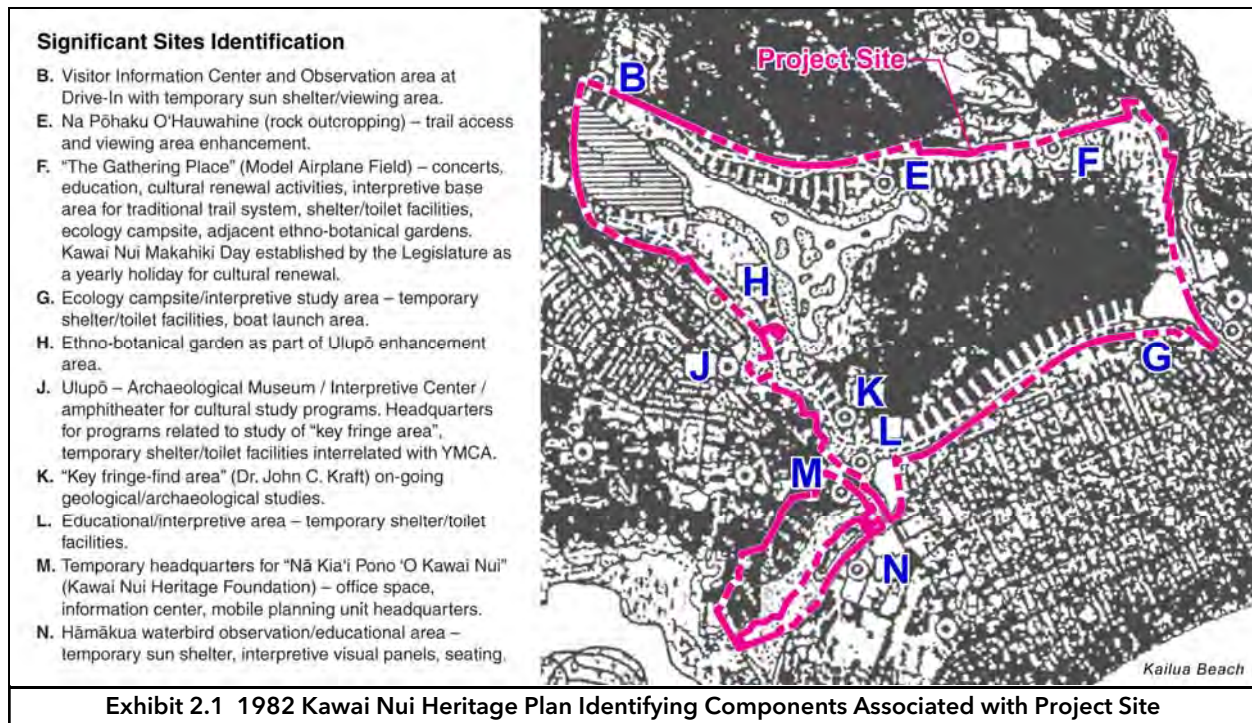 Significant Sites Identification
B. Visitor Information Center and Observation area at
Drive-In with temporary sun shelter/viewing area.
E. Na Pōhaku O‘Hauwahine (rock outcropping) – trail access
and viewing area enhancement.
F. “The Gathering Place” (Model Airplane Field) – concerts,
education, cultural renewal activities, interpretive base
area for traditional trail system, shelter/toilet facilities,
ecology campsite, adjacent ethno-botanical gardens.
Kawai Nui Makahiki Day established by the Legislature as
a yearly holiday for cultural renewal.
G. Ecology campsite/interpretive study area – temporary
shelter/toilet facilities, boat launch area.
H. Ethno-botanical garden as part of Ulupō enhancement
area.
J. Ulupō – Archaeological Museum / Interpretive Center /
amphitheater for cultural study programs. Headquarters
for programs related to study of “key fringe area”,
temporary shelter/toilet facilities interrelated with YMCA.
K. “Key fringe-find area” (Dr. John C. Kraft) on-going
geological/archaeological studies.
L. Educational/interpretive area – temporary shelter/toilet
facilities.
M. Temporary headquarters for “Nā Kia‘i Pono ‘O Kawai Nui”
(Kawai Nui Heritage Foundation) – office space,
information center, mobile planning unit headquarters.
N. Hāmākua waterbird observation/educational area –
temporary sun shelter, interpretive visual panels, seating.
Project Site
B
E
F
H
G
J
K
L
M
N
Kailua Beach
Exhibit 2.1 1982 Kawai Nui Heritage Plan Identifying Components Associated with Project Site